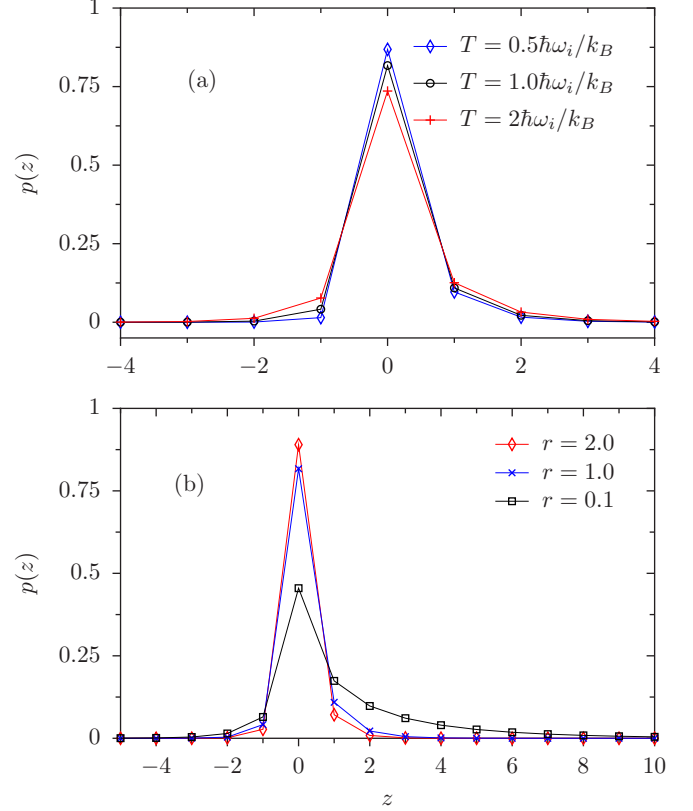 1
0.75
0.5
0.25
0
p(z)
(a)
T = 0.5ℏω_i/k_B
T = 1.0ℏω_i/k_B
T = 2ℏω_i/k_B
−4 −2 0 2 4
1
0.75
0.5
0.25
0
p(z)
(b)
r = 2.0
r = 1.0
r = 0.1
−4 −2 0 2 4 6 8 10
z